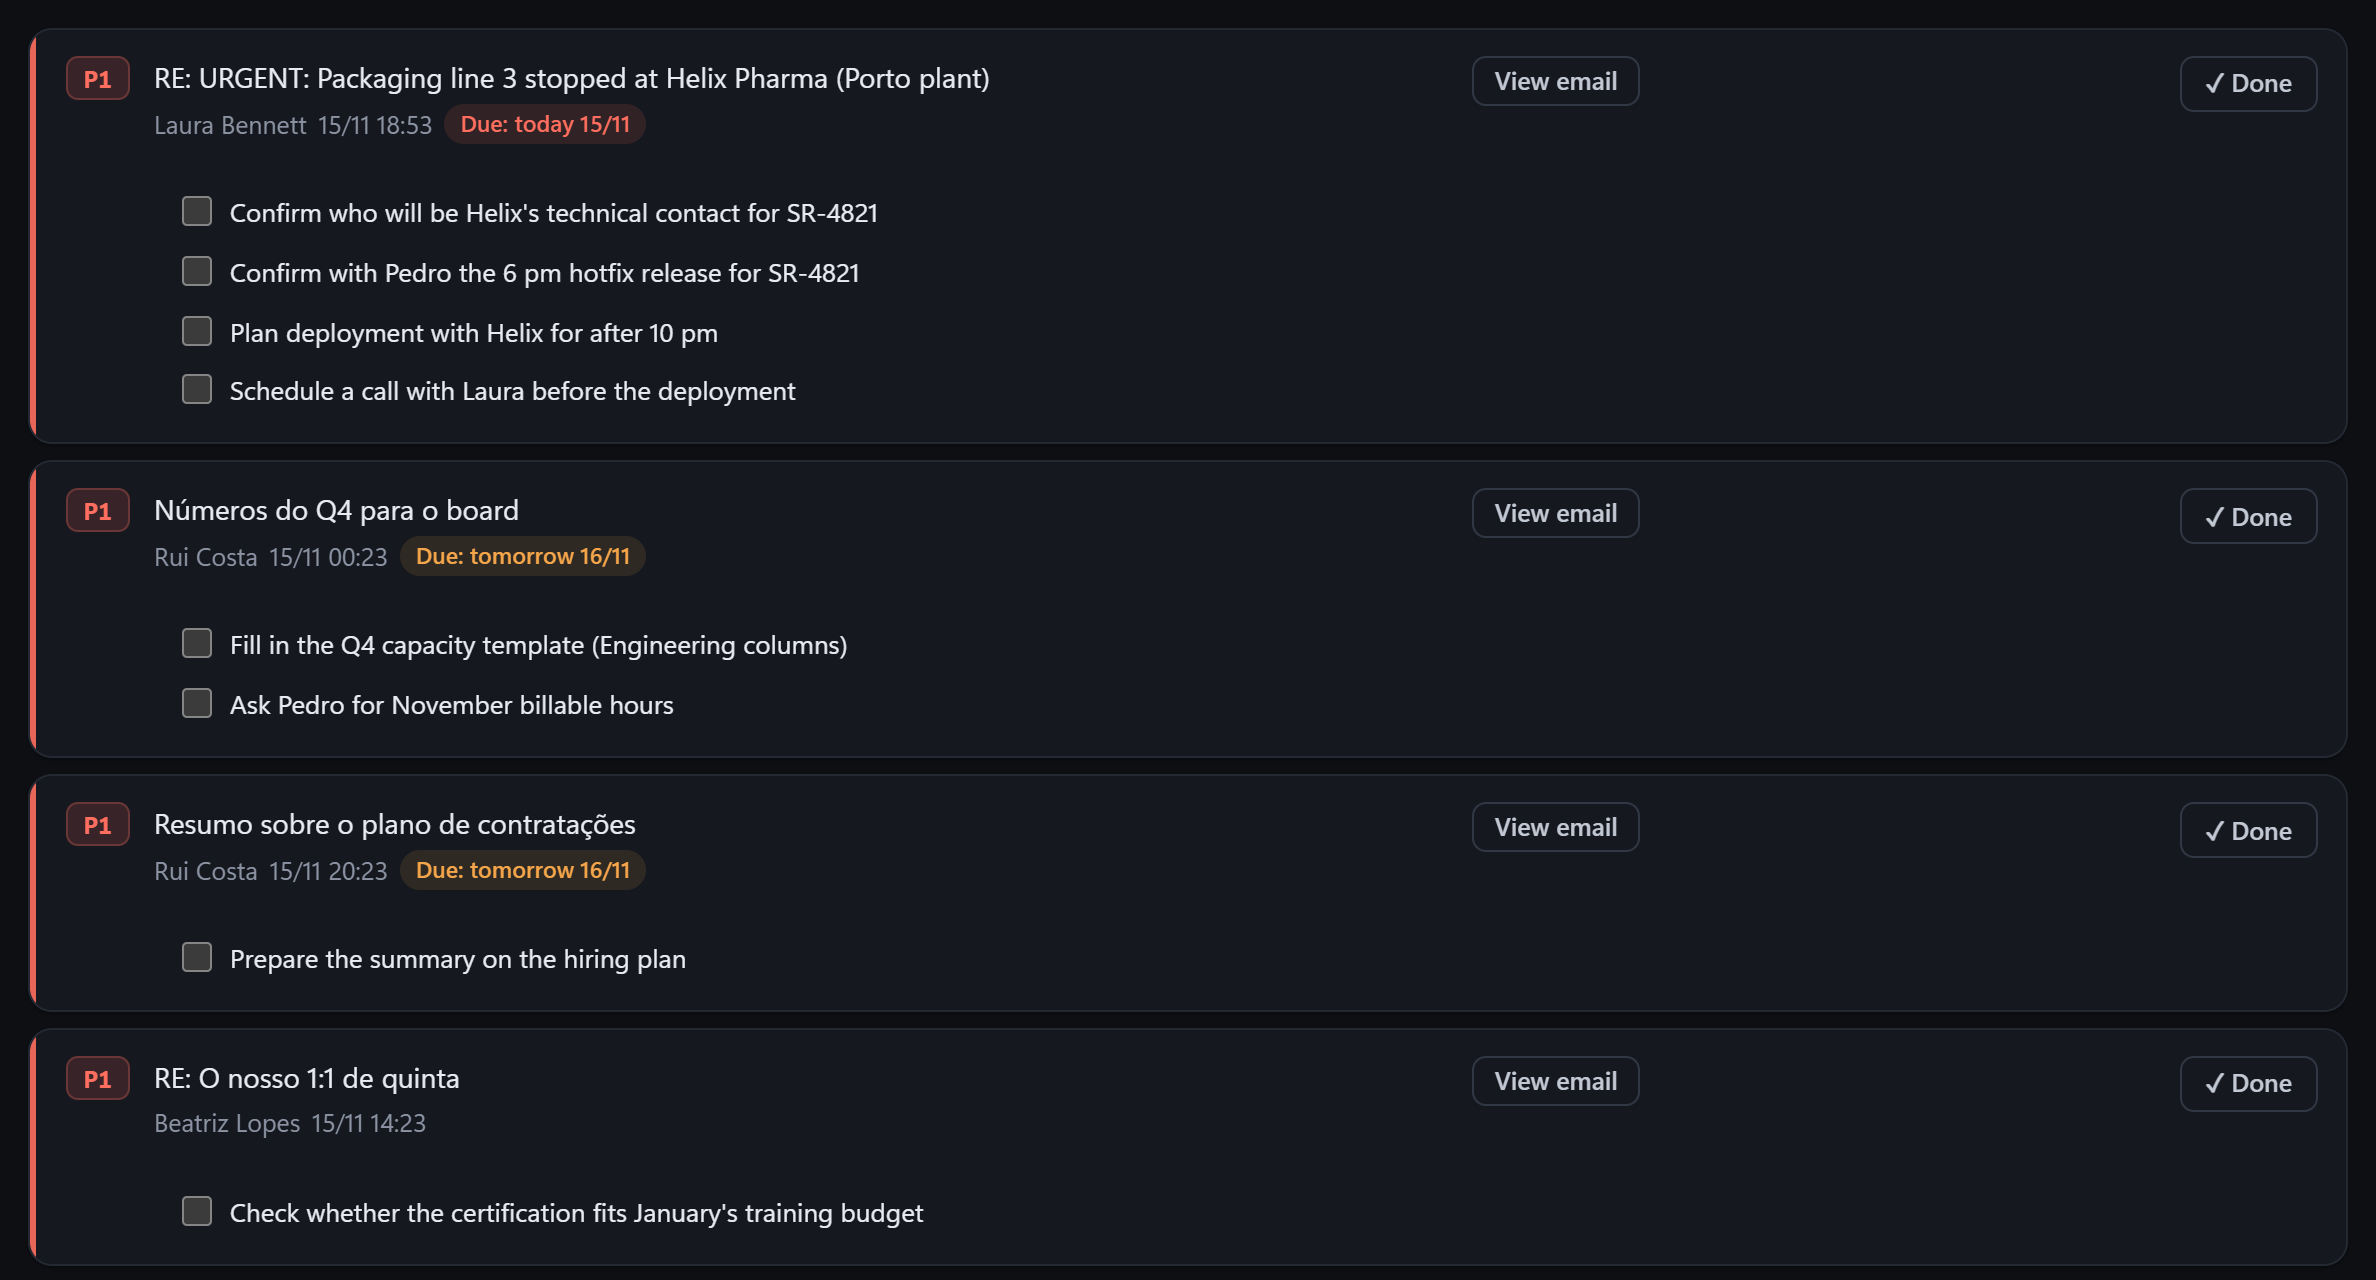 P1 RE: URGENT: Packaging line 3 stopped at Helix Pharma (Porto plant) View email ✓ Done
Laura Bennett 15/11 18:53 Due: today 15/11
Confirm who will be Helix's technical contact for SR-4821
Confirm with Pedro the 6 pm hotfix release for SR-4821
Plan deployment with Helix for after 10 pm
Schedule a call with Laura before the deployment
P1 Números do Q4 para o board View email ✓ Done
Rui Costa 15/11 00:23 Due: tomorrow 16/11
Fill in the Q4 capacity template (Engineering columns)
Ask Pedro for November billable hours
P1 Resumo sobre o plano de contratações View email ✓ Done
Rui Costa 15/11 20:23 Due: tomorrow 16/11
Prepare the summary on the hiring plan
P1 RE: O nosso 1:1 de quinta View email ✓ Done
Beatriz Lopes 15/11 14:23
Check whether the certification fits January's training budget